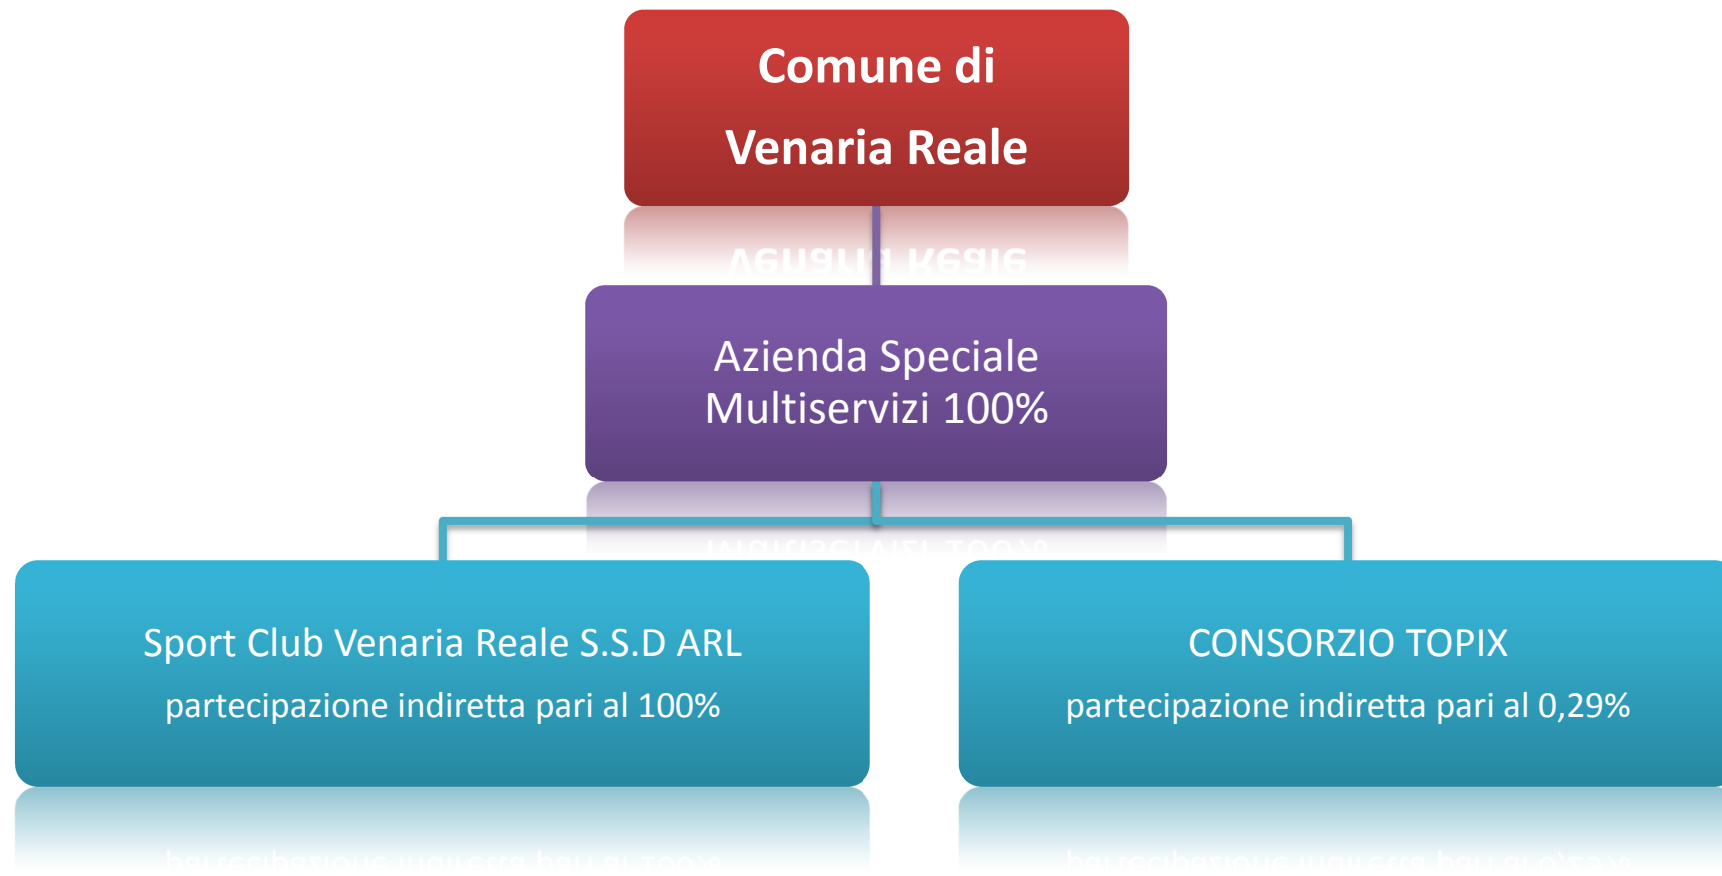 Comune di
Venaria Reale
Azienda Speciale
Multiservizi 100%
Sport Club Venaria Reale S.S.D ARL
partecipazione indiretta pari al 100%
CONSORZIO TOPIX
partecipazione indiretta pari al 0,29%